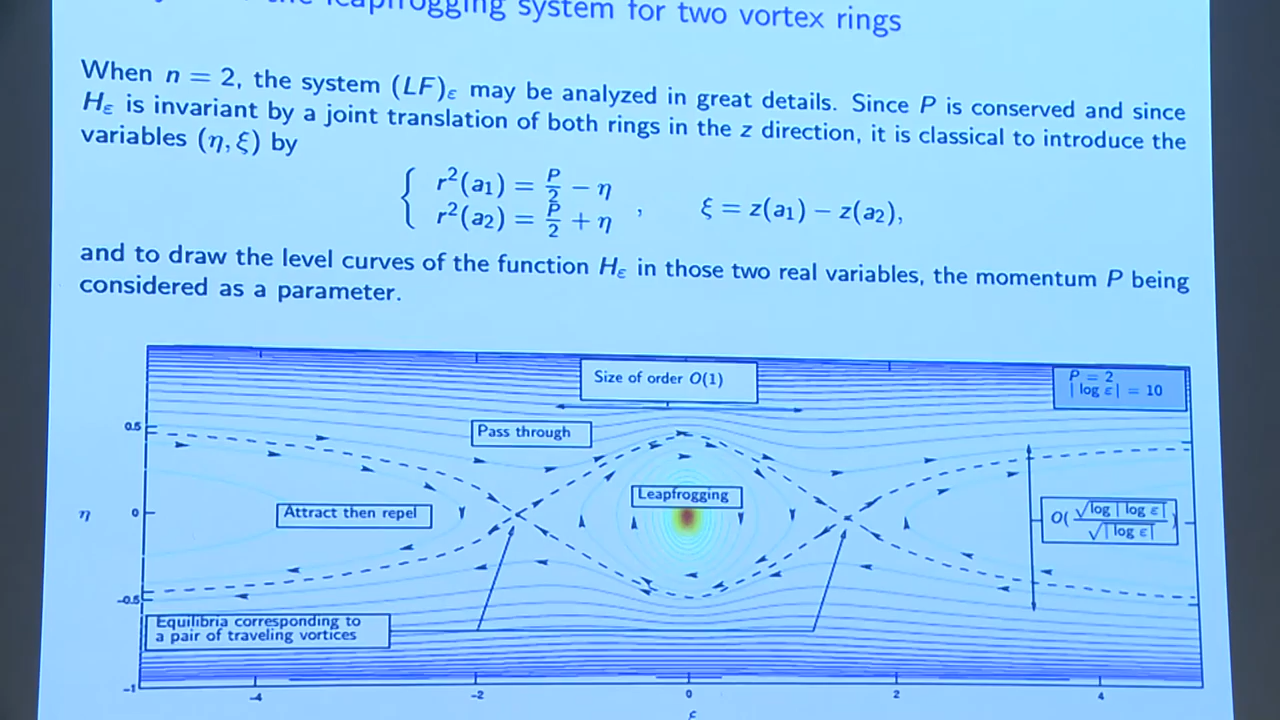 the leapfrogging system for two vortex rings
When n = 2, the system (LF)ε may be analyzed in great details. Since P is conserved and since
Hε is invariant by a joint translation of both rings in the z direction, it is classical to introduce the
variables (η, ξ) by
r²(a₁) = P/2 − η
r²(a₂) = P/2 + η , ξ = z(a₁) − z(a₂),
and to draw the level curves of the function Hε in those two real variables, the momentum P being
considered as a parameter.
Size of order O(1)
P = 2
| log ε| = 10
0.5
Pass through
Leapfrogging
η
0
Attract then repel
O(√log | log ε| / √| log ε|)
-0.5
Equilibria corresponding to
a pair of traveling vortices
-1
-4
-2
0
2
4
ξ